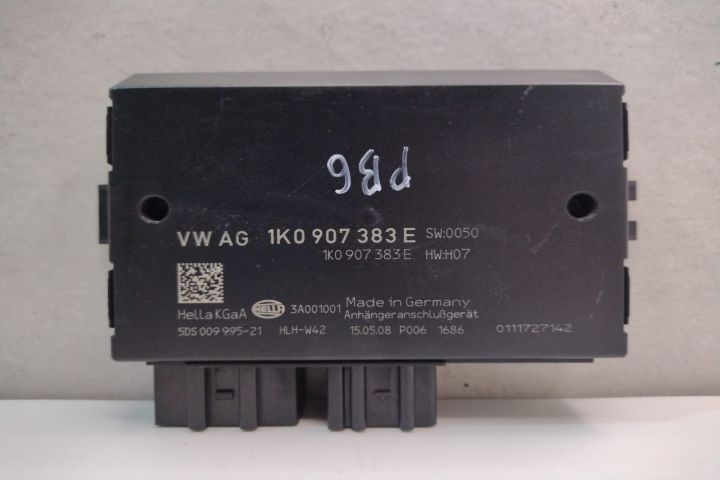 PB6
VW AG 1K0 907 383 E SW:0050
1K0 907 383 E HW:H07
Hella KGaA HELLA 3A001001 Made in Germany
Anhängeranschlußgerät
5DS 009 995-21 HLH-W42 15.05.08 P006 1686 0111727142